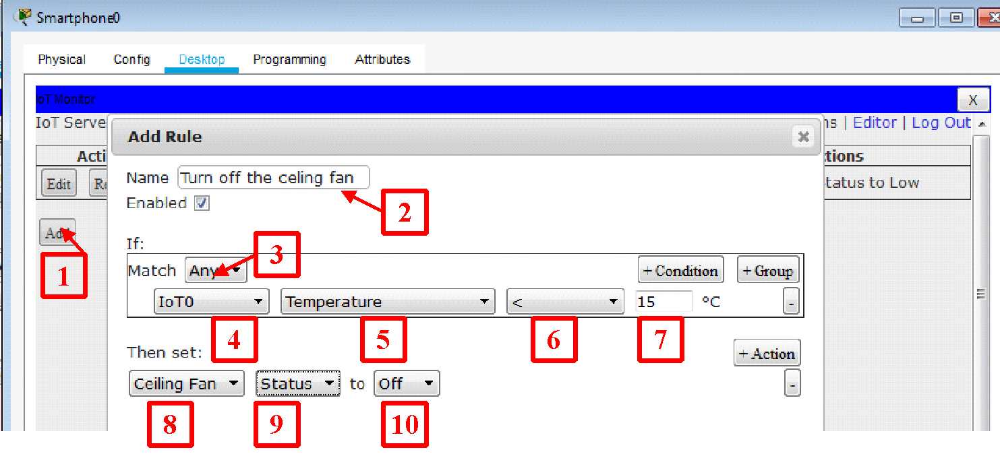 Smartphone0
Physical Config Desktop Programming Attributes
IoT Monitor X
IoT Serve ns | Editor | Log Out
Add Rule
Acti tions
Name Turn off the celing fan
Edit Re tatus to Low
Enabled
2
Add
If:
3
1
Match Any + Condition + Group
IoT0 Temperature < 15 °C -
4 5 6 7
Then set: + Action
Ceiling Fan Status to Off -
8 9 10